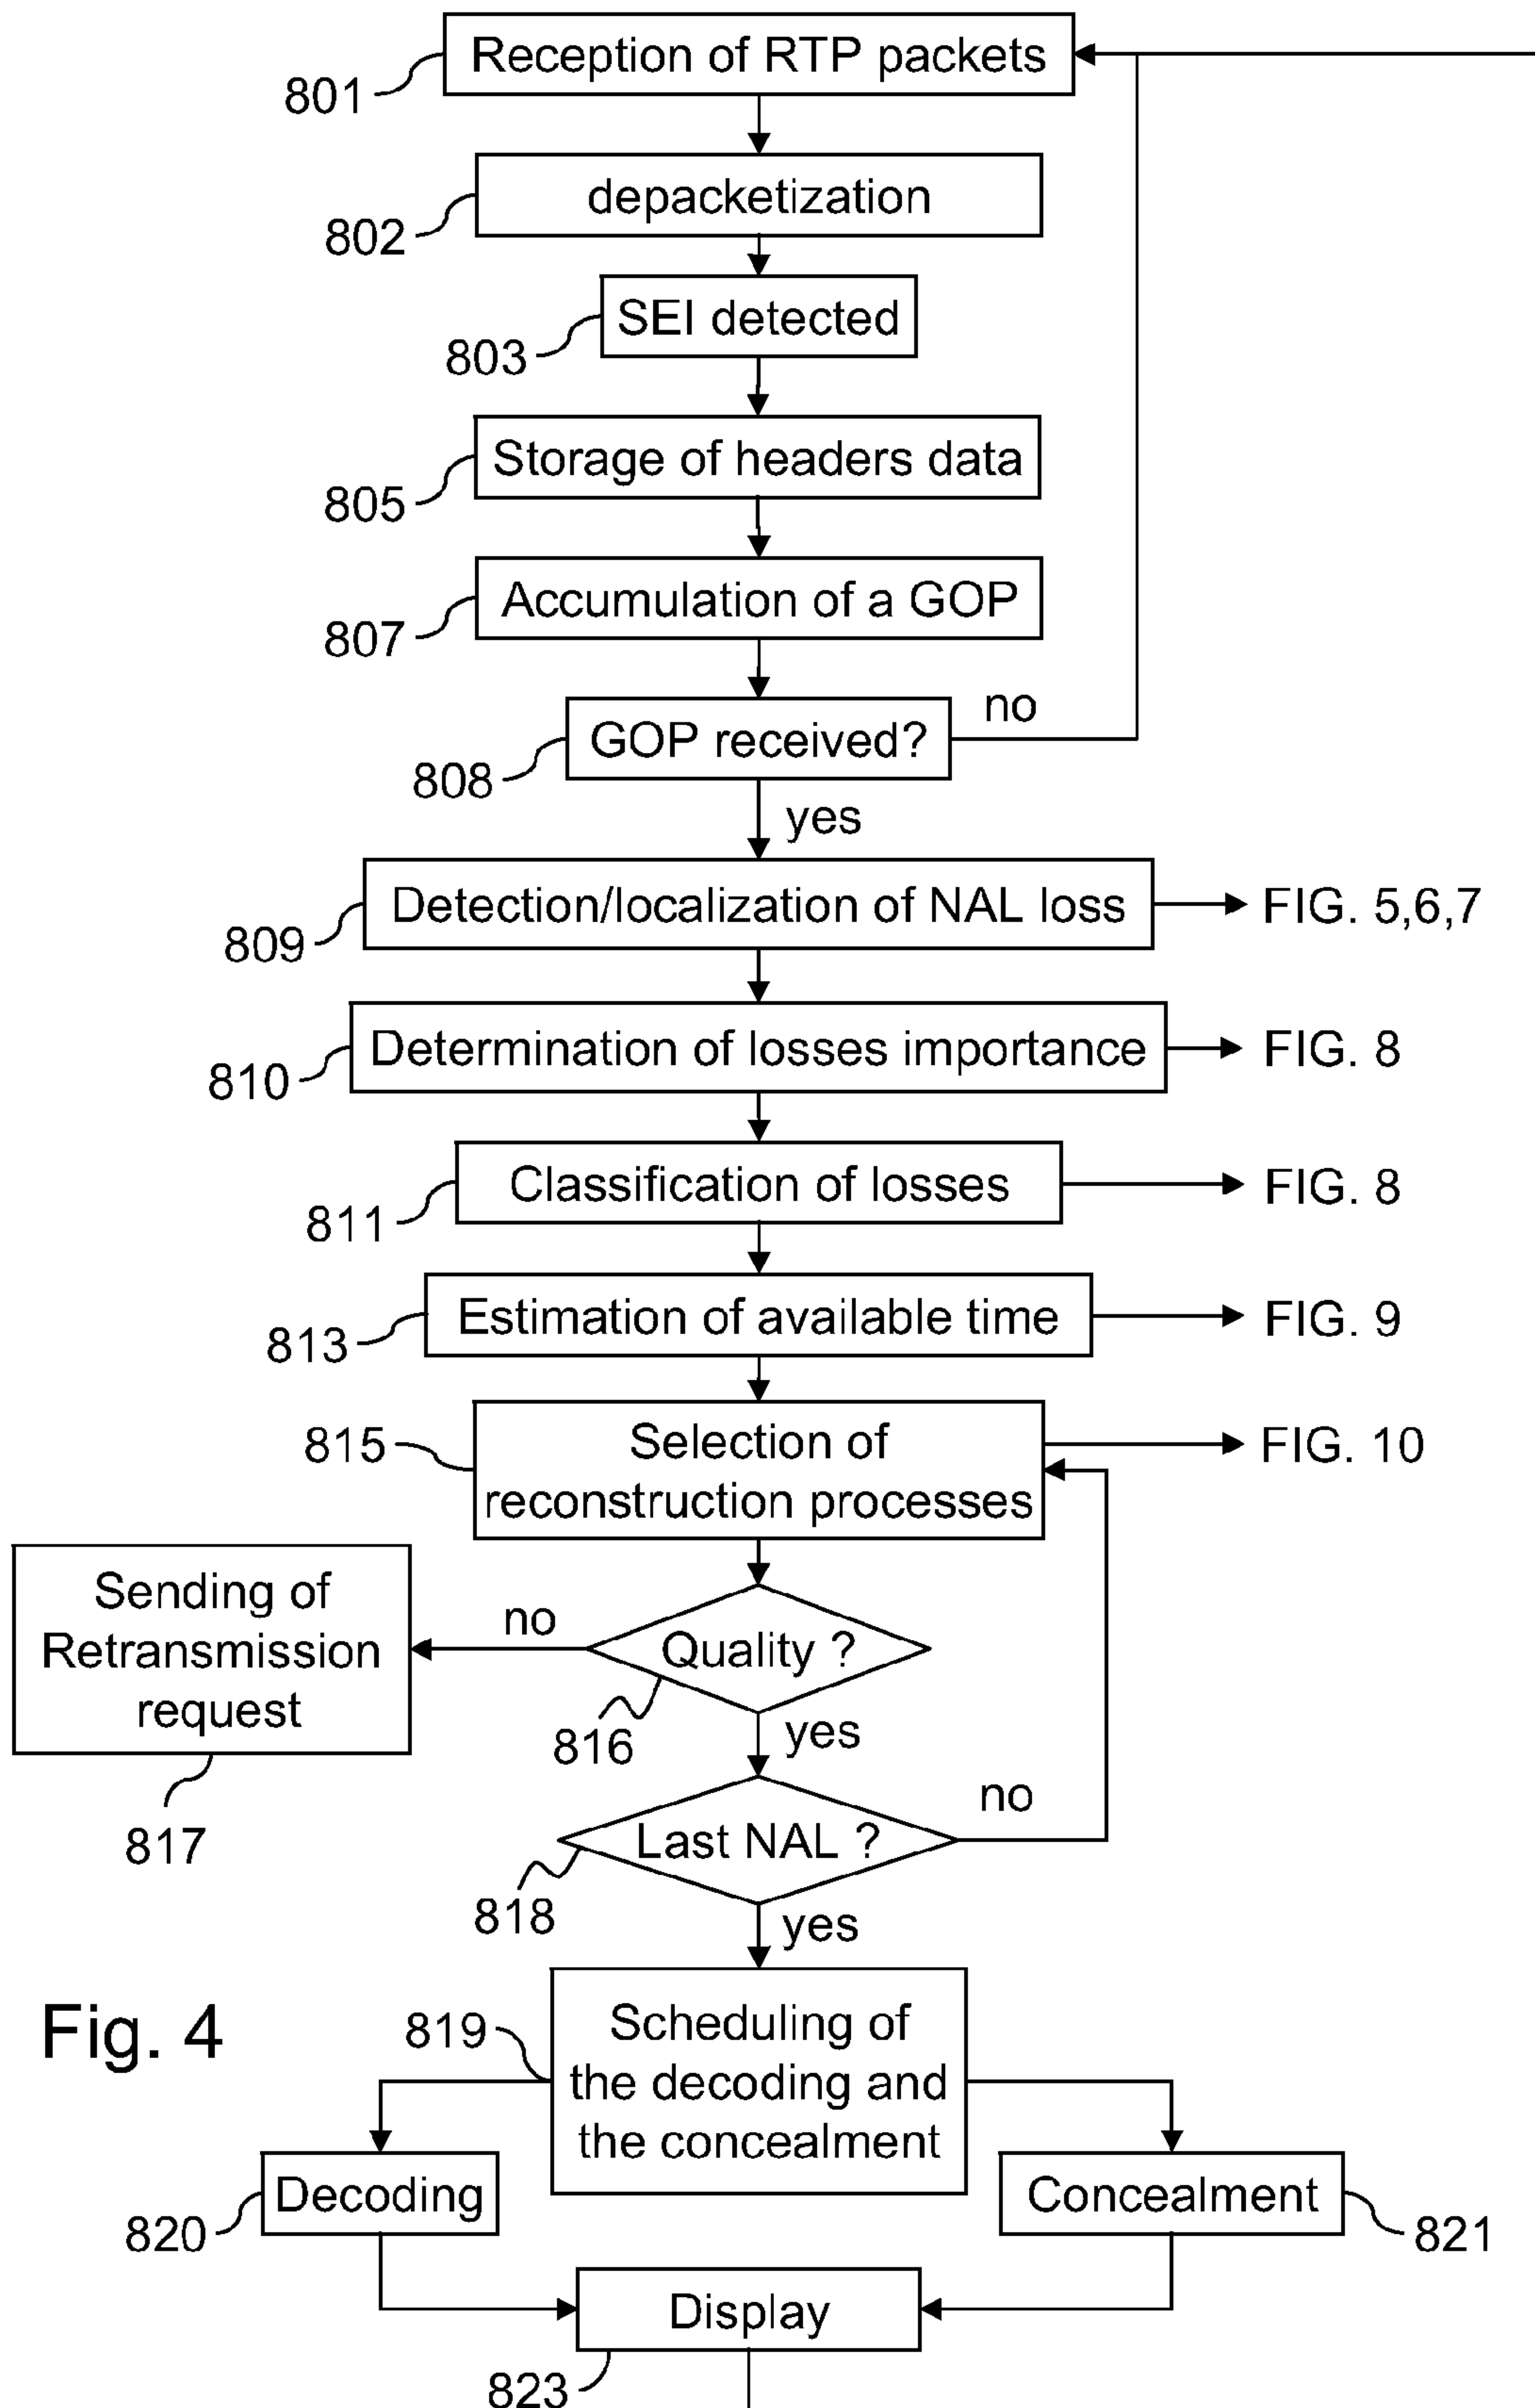 Reception of RTP packets
801
depacketization
802
SEI detected
803
Storage of headers data
805
Accumulation of a GOP
807
GOP received?
no
808
yes
Detection/localization of NAL loss
FIG. 5,6,7
809
Determination of losses importance
FIG. 8
810
Classification of losses
FIG. 8
811
Estimation of available time
FIG. 9
813
815
Selection of
reconstruction processes
FIG. 10
Sending of
Retransmission
request
no
Quality ?
816
yes
817
no
Last NAL ?
818
yes
Fig. 4
819
Scheduling of
the decoding and
the concealment
Decoding
820
Concealment
821
Display
823